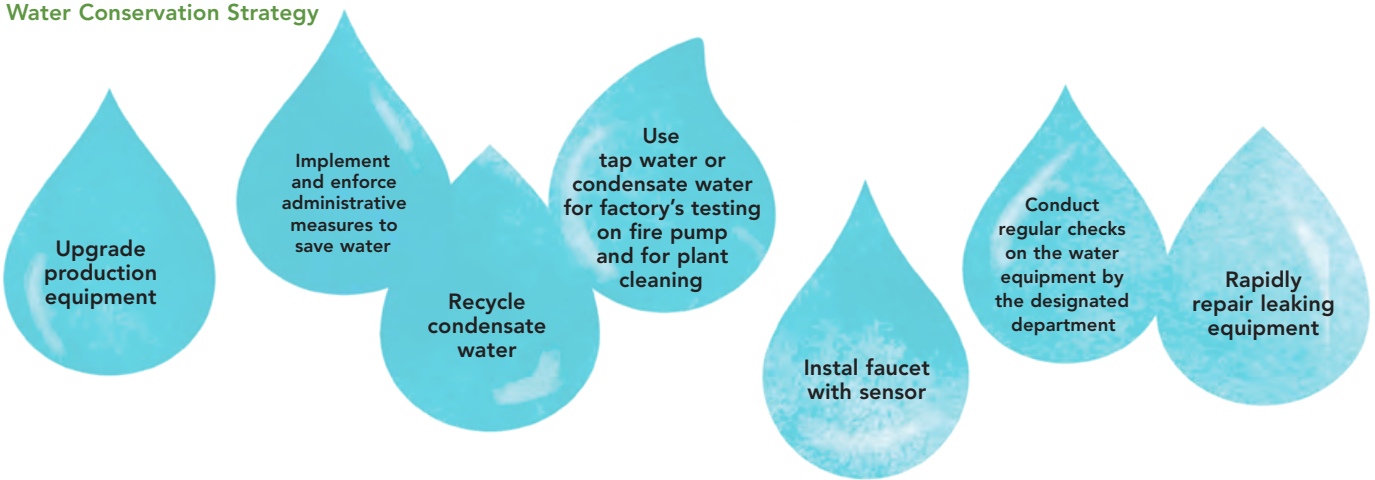 Water Conservation Strategy
Upgrade
production
equipment
Implement
and enforce
administrative
measures to
save water
Recycle
condensate
water
Use
tap water or
condensate water
for factory's testing
on fire pump
and for plant
cleaning
Instal faucet
with sensor
Conduct
regular checks
on the water
equipment by
the designated
department
Rapidly
repair leaking
equipment